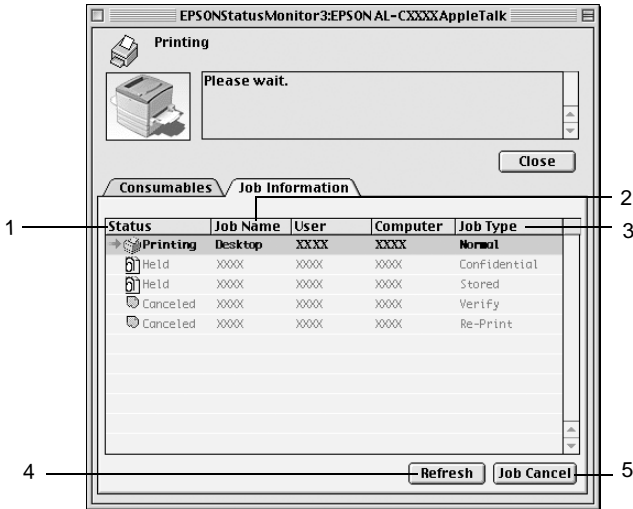 EPSONStatusMonitor3:EPSON AL-CXXXXAppleTalk
Printing
Please wait.
Close
Consumables Job Information
2
1 Status Job Name User Computer Job Type 3
Printing Desktop XXXX XXXX Normal
Held XXXX XXXX XXXX Confidential
Held XXXX XXXX XXXX Stored
Canceled XXXX XXXX XXXX Verify
Canceled XXXX XXXX XXXX Re-Print
4 Refresh Job Cancel 5